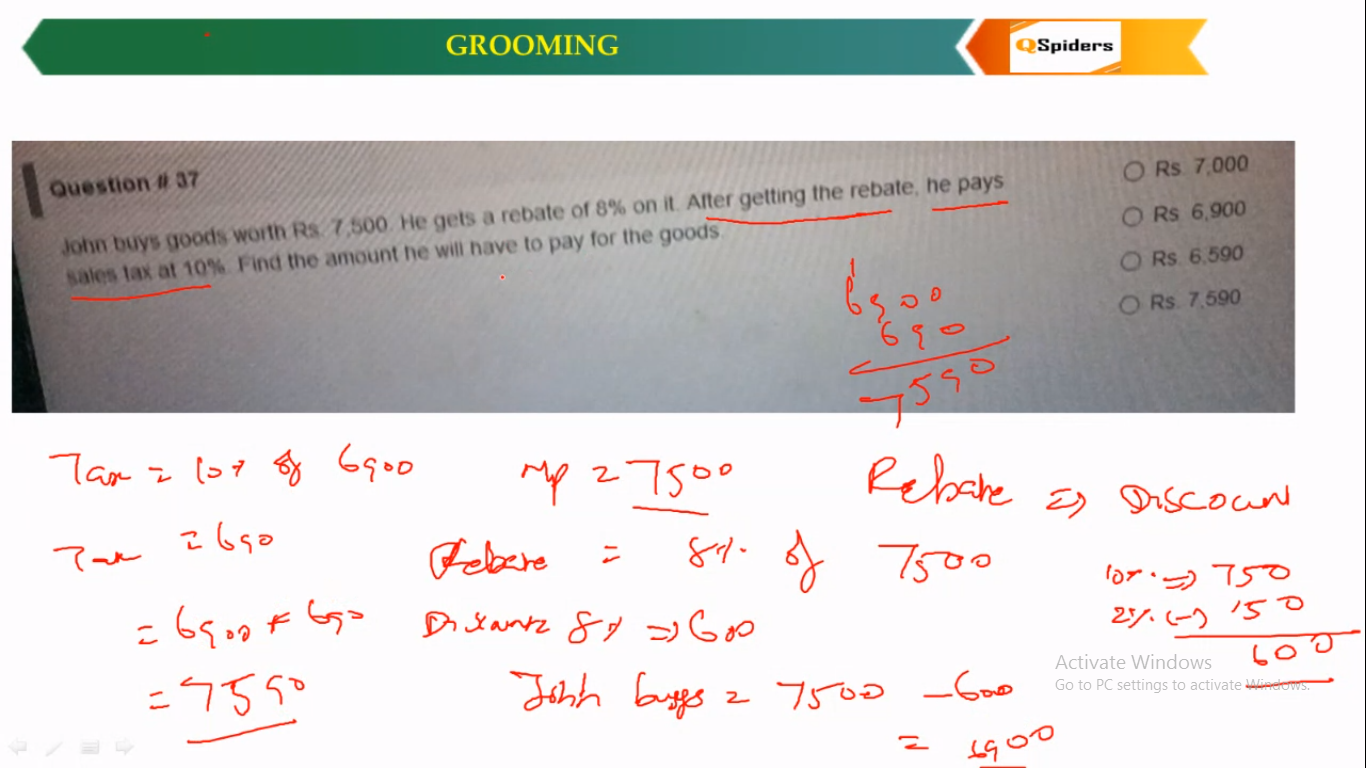 GROOMING
QSpiders
Question # 37
John buys goods worth Rs. 7,500. He gets a rebate of 8% on it. After getting the rebate, he pays
sales tax at 10%. Find the amount he will have to pay for the goods.
Rs. 7,000
Rs. 6,900
Rs. 6,590
Rs. 7,590
1
6900
690
7590
Tax = 10% of 6900
Tax = 690
= 6900 + 690
= 7590
Mp = 7500
Rebate = 8% of 7500
8% => 600
John buys = 7500 - 600
= 6900
Rebate => Discount
10% => 750
2% (-) 150
600
Activate Windows
Go to PC settings to activate Windows.